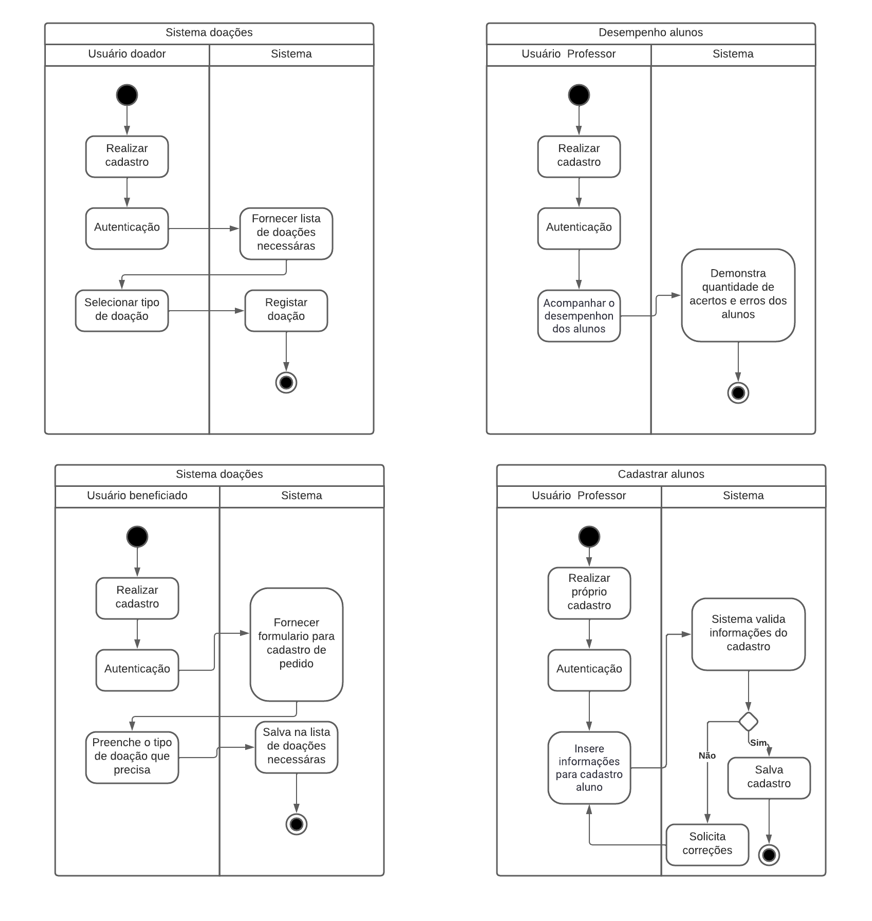 Sistema doações
Usuário doador
Sistema
Realizar
cadastro
Autenticação
Fornecer lista
de doações
necessáras
Selecionar tipo
de doação
Registar
doação
Desempenho alunos
Usuário  Professor
Sistema
Realizar
cadastro
Autenticação
Acompanhar o
desempenhon
dos alunos
Demonstra
quantidade de
acertos e erros dos
alunos
Sistema doações
Usuário beneficiado
Sistema
Realizar
cadastro
Autenticação
Fornecer
formulario para
cadastro de
pedido
Preenche o tipo
de doação que
precisa
Salva na lista
de doações
necessáras
Cadastrar alunos
Usuário  Professor
Sistema
Realizar
próprio
cadastro
Autenticação
Insere
informações
para cadastro
aluno
Sistema valida
informações do
cadastro
Sim
Não
Salva
cadastro
Solicita
correções